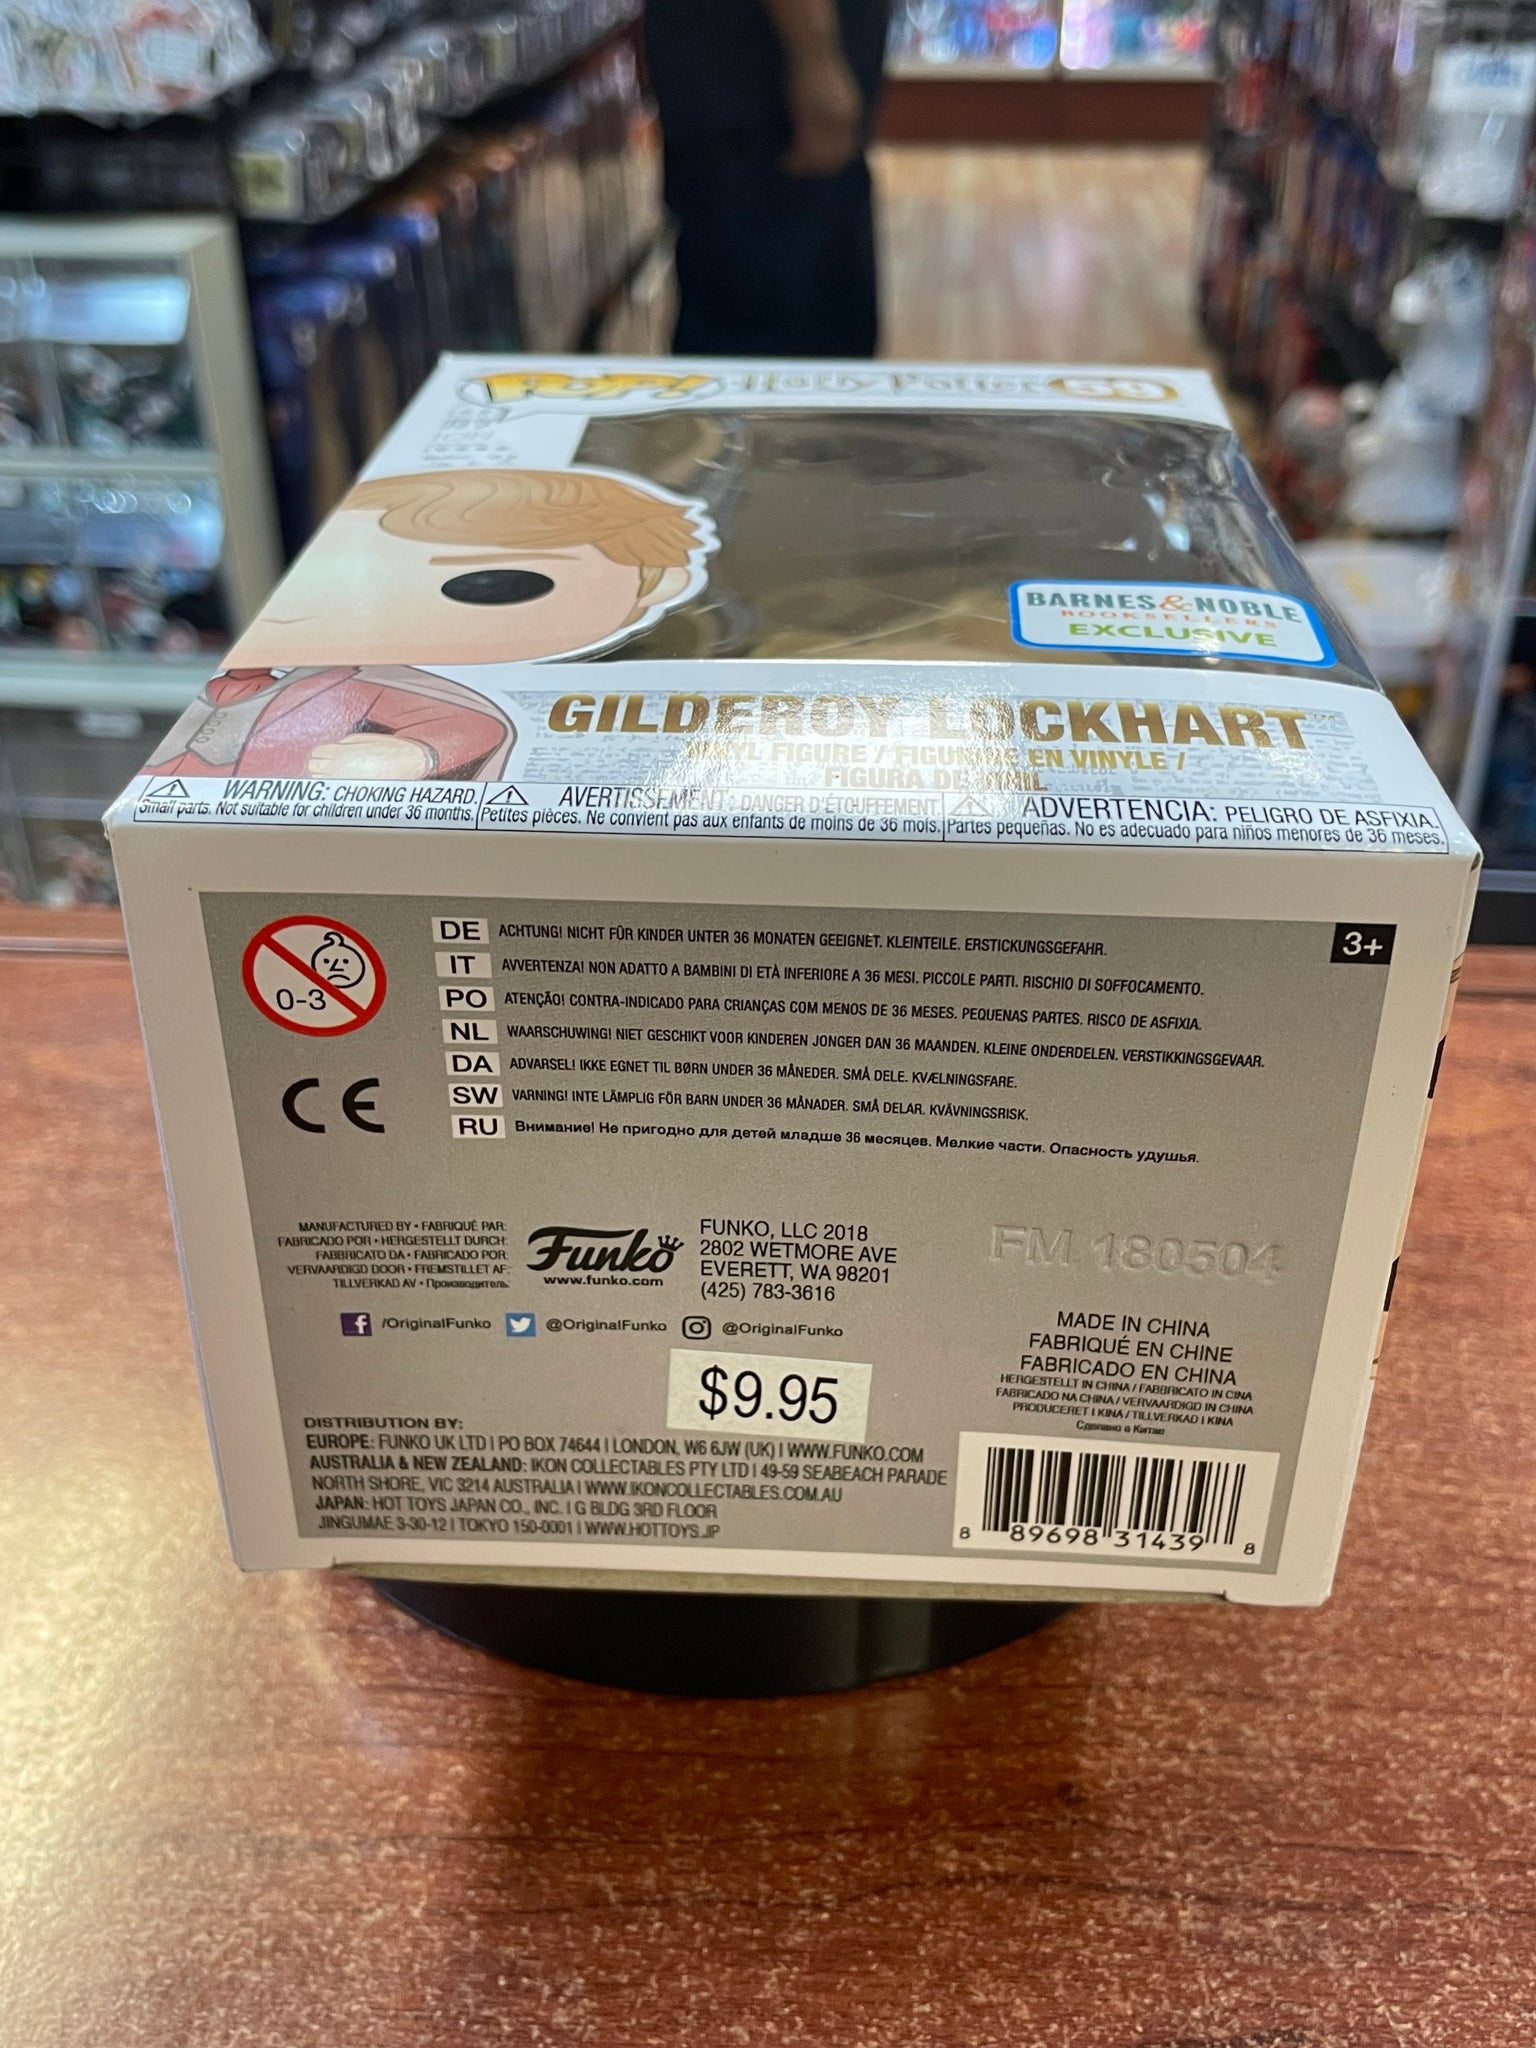 POP! Harry Potter 59
BARNES & NOBLE
BOOKSELLERS
EXCLUSIVE
GILDEROY LOCKHART
VINYL FIGURE / FIGURINE EN VINYLE /
FIGURA DE VINIL
WARNING: CHOKING HAZARD.
Small parts. Not suitable for children under 36 months.
AVERTISSEMENT: DANGER D'ÉTOUFFEMENT.
Petites pièces. Ne convient pas aux enfants de moins de 36 mois.
ADVERTENCIA: PELIGRO DE ASFIXIA.
Partes pequeñas. No es adecuado para niños menores de 36 meses.
3+
0-3
DE ACHTUNG! NICHT FÜR KINDER UNTER 36 MONATEN GEEIGNET. KLEINTEILE. ERSTICKUNGSGEFAHR.
IT AVVERTENZA! NON ADATTO A BAMBINI DI ETÀ INFERIORE A 36 MESI. PICCOLE PARTI. RISCHIO DI SOFFOCAMENTO.
PO ATENÇÃO! CONTRA-INDICADO PARA CRIANÇAS COM MENOS DE 36 MESES. PEQUENAS PARTES. RISCO DE ASFIXIA.
NL WAARSCHUWING! NIET GESCHIKT VOOR KINDEREN JONGER DAN 36 MAANDEN. KLEINE ONDERDELEN. VERSTIKKINGSGEVAAR.
DA ADVARSEL! IKKE EGNET TIL BØRN UNDER 36 MÅNEDER. SMÅ DELE. KVÆLNINGSFARE.
SW VARNING! INTE LÄMPLIG FÖR BARN UNDER 36 MÅNADER. SMÅ DELAR. KVÄVNINGSRISK.
RU Внимание! Не пригодно для детей младше 36 месяцев. Мелкие части. Опасность удушья.
CE
MANUFACTURED BY • FABRIQUÉ PAR:
FABRICADO POR • HERGESTELLT DURCH:
FABBRICATO DA • FABRICADO POR:
VERVAARDIGD DOOR • FREMSTILLET AF:
TILLVERKAD AV • Производитель:
Funko
www.funko.com
FUNKO, LLC 2018
2802 WETMORE AVE
EVERETT, WA 98201
(425) 783-3616
FM 180504
/OriginalFunko @OriginalFunko @OriginalFunko
MADE IN CHINA
FABRIQUÉ EN CHINE
FABRICADO EN CHINA
HERGESTELLT IN CHINA / FABBRICATO IN CINA
FABRICADO NA CHINA / VERVAARDIGD IN CHINA
PRODUCERET I KINA / TILLVERKAD I KINA
Сделано в Китае
$9.95
DISTRIBUTION BY:
EUROPE: FUNKO UK LTD | PO BOX 74644 | LONDON, W6 6JW (UK) | WWW.FUNKO.COM
AUSTRALIA & NEW ZEALAND: IKON COLLECTABLES PTY LTD | 49-59 SEABEACH PARADE
NORTH SHORE, VIC 3214 AUSTRALIA | WWW.IKONCOLLECTABLES.COM.AU
JAPAN: HOT TOYS JAPAN CO., INC. | G BLDG 3RD FLOOR
JINGUMAE 3-30-12 | TOKYO 150-0001 | WWW.HOTTOYS.JP
8 89698 31439 8